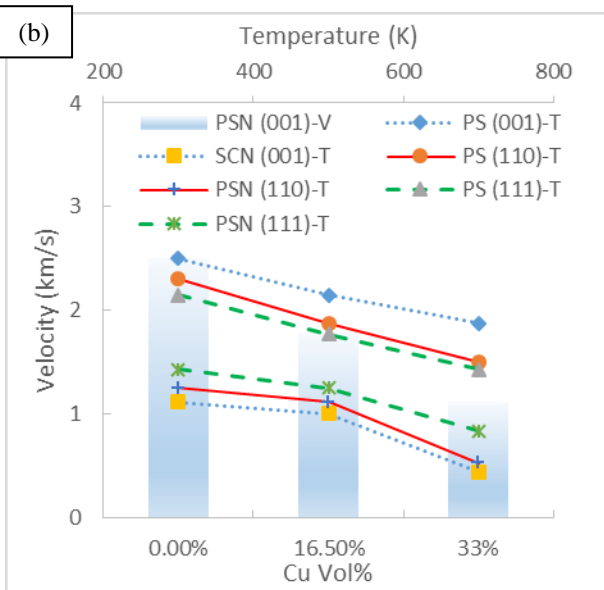 (b)
Temperature (K)
200 400 600 800
4
PSN (001)-V PS (001)-T
SCN (001)-T PS (110)-T
PSN (110)-T PS (111)-T
PSN (111)-T
3
2
1
0
Velocity (km/s)
0.00% 16.50% 33%
Cu Vol%